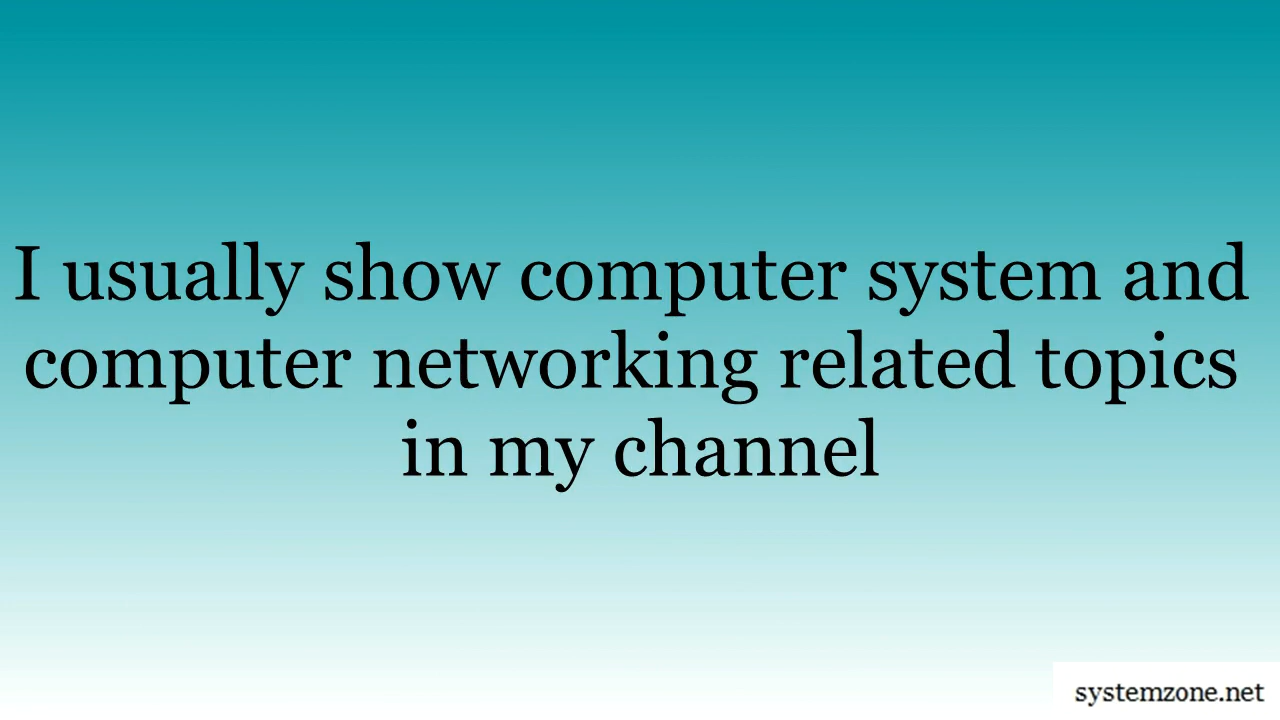 I usually show computer system and
computer networking related topics
in my channel
systemzone.net